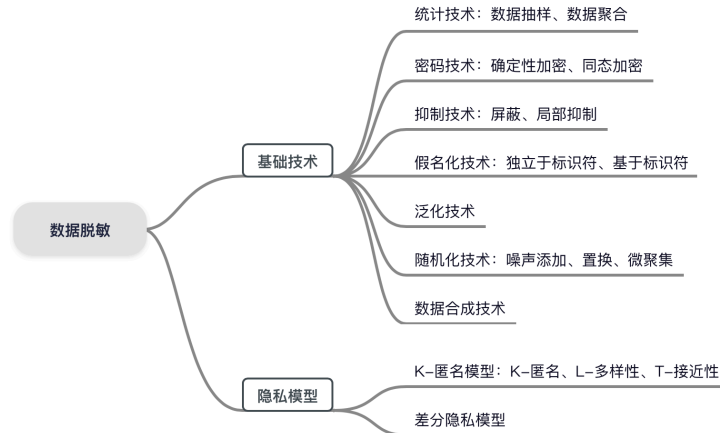 数据脱敏
基础技术
统计技术：数据抽样、数据聚合
密码技术：确定性加密、同态加密
抑制技术：屏蔽、局部抑制
假名化技术：独立于标识符、基于标识符
泛化技术
随机化技术：噪声添加、置换、微聚集
数据合成技术
隐私模型
K–匿名模型：K–匿名、L–多样性、T–接近性
差分隐私模型